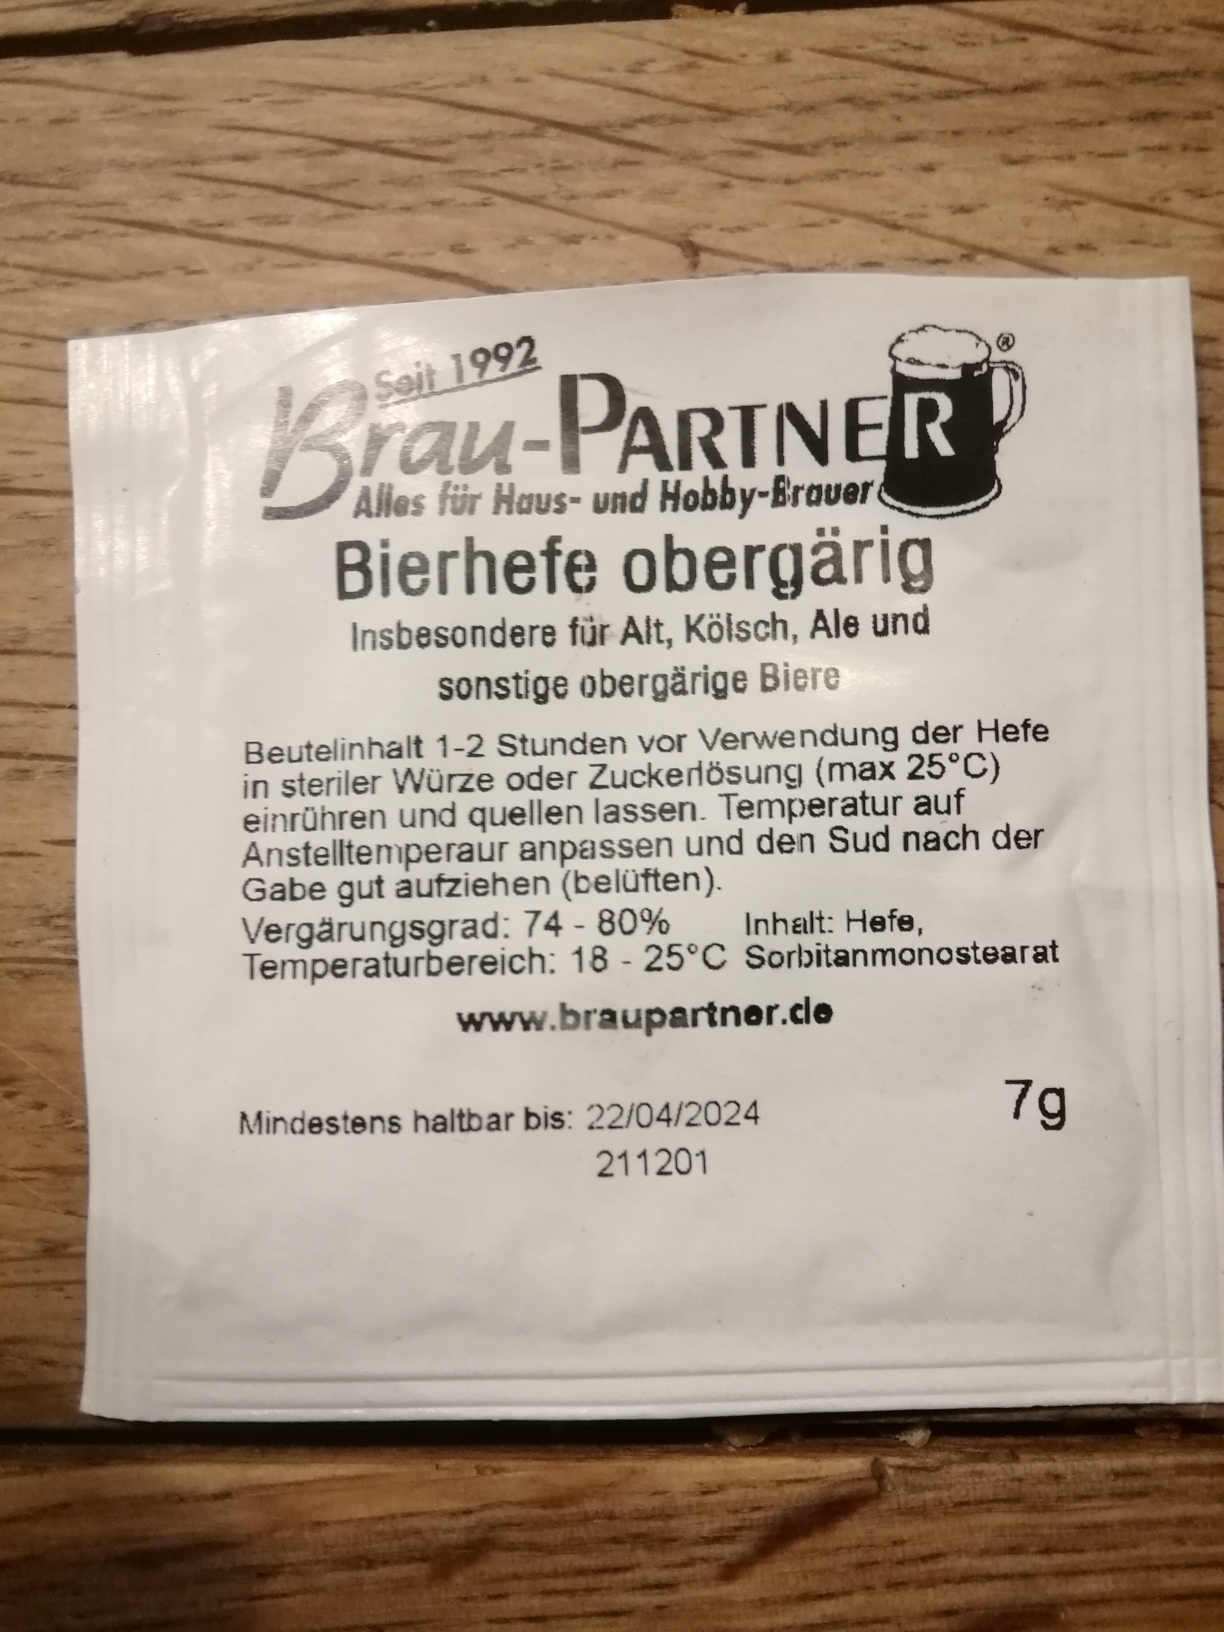 Seit 1992
Brau-PARTNER ®
Alles für Haus- und Hobby-Brauer
Bierhefe obergärig
Insbesondere für Alt, Kölsch, Ale und
sonstige obergärige Biere
Beutelinhalt 1-2 Stunden vor Verwendung der Hefe
in steriler Würze oder Zuckerlösung (max 25°C)
einrühren und quellen lassen. Temperatur auf
Anstelltemperaur anpassen und den Sud nach der
Gabe gut aufziehen (belüften).
Vergärungsgrad: 74 - 80% Inhalt: Hefe,
Temperaturbereich: 18 - 25°C Sorbitanmonostearat
www.braupartner.de
7g
Mindestens haltbar bis: 22/04/2024
211201